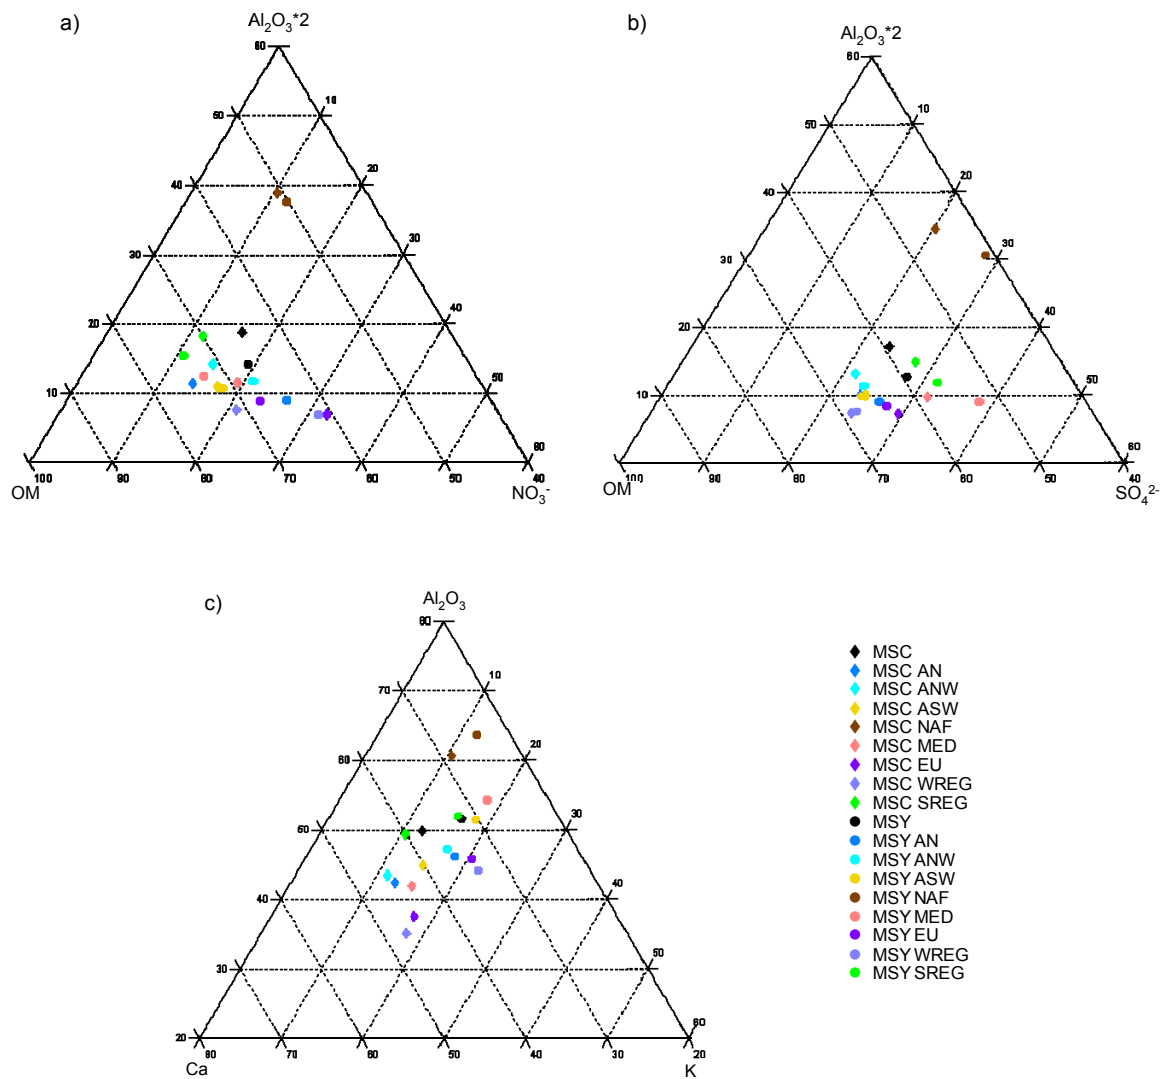 a)
Al₂O₃*2
60
50
40
30
20
10
10
20
30
40
50
60
100
90
80
70
60
50
40
OM
NO₃⁻
b)
Al₂O₃*2
60
50
40
30
20
10
10
20
30
40
50
60
100
90
80
70
60
50
40
OM
SO₄²⁻
c)
Al₂O₃
80
70
60
50
40
30
20
10
20
30
40
50
60
80
70
60
50
40
30
20
Ca
K
MSC
MSC AN
MSC ANW
MSC ASW
MSC NAF
MSC MED
MSC EU
MSC WREG
MSC SREG
MSY
MSY AN
MSY ANW
MSY ASW
MSY NAF
MSY MED
MSY EU
MSY WREG
MSY SREG